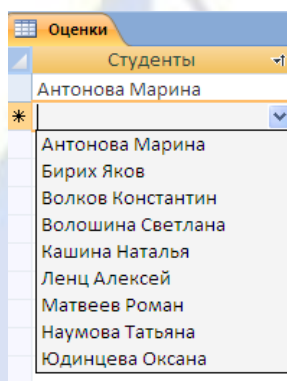 Оценки
Студенты
Антонова Марина
*
Антонова Марина
Бирих Яков
Волков Константин
Волошина Светлана
Кашина Наталья
Ленц Алексей
Матвеев Роман
Наумова Татьяна
Юдинцева Оксана